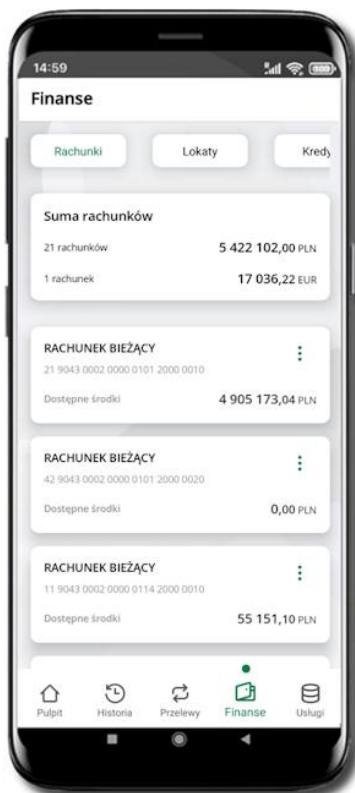 14:59
Finanse
Rachunki Lokaty Kredy
Suma rachunków
21 rachunków 5 422 102,00 PLN
1 rachunek 17 036,22 EUR
RACHUNEK BIEŻĄCY
21 9043 0002 0000 0101 2000 0010
Dostępne środki 4 905 173,04 PLN
RACHUNEK BIEŻĄCY
42 9043 0002 0000 0101 2000 0020
Dostępne środki 0,00 PLN
RACHUNEK BIEŻĄCY
11 9043 0002 0000 0114 2000 0010
Dostępne środki 55 151,10 PLN
Pulpit Historia Przelewy Finanse Usługi